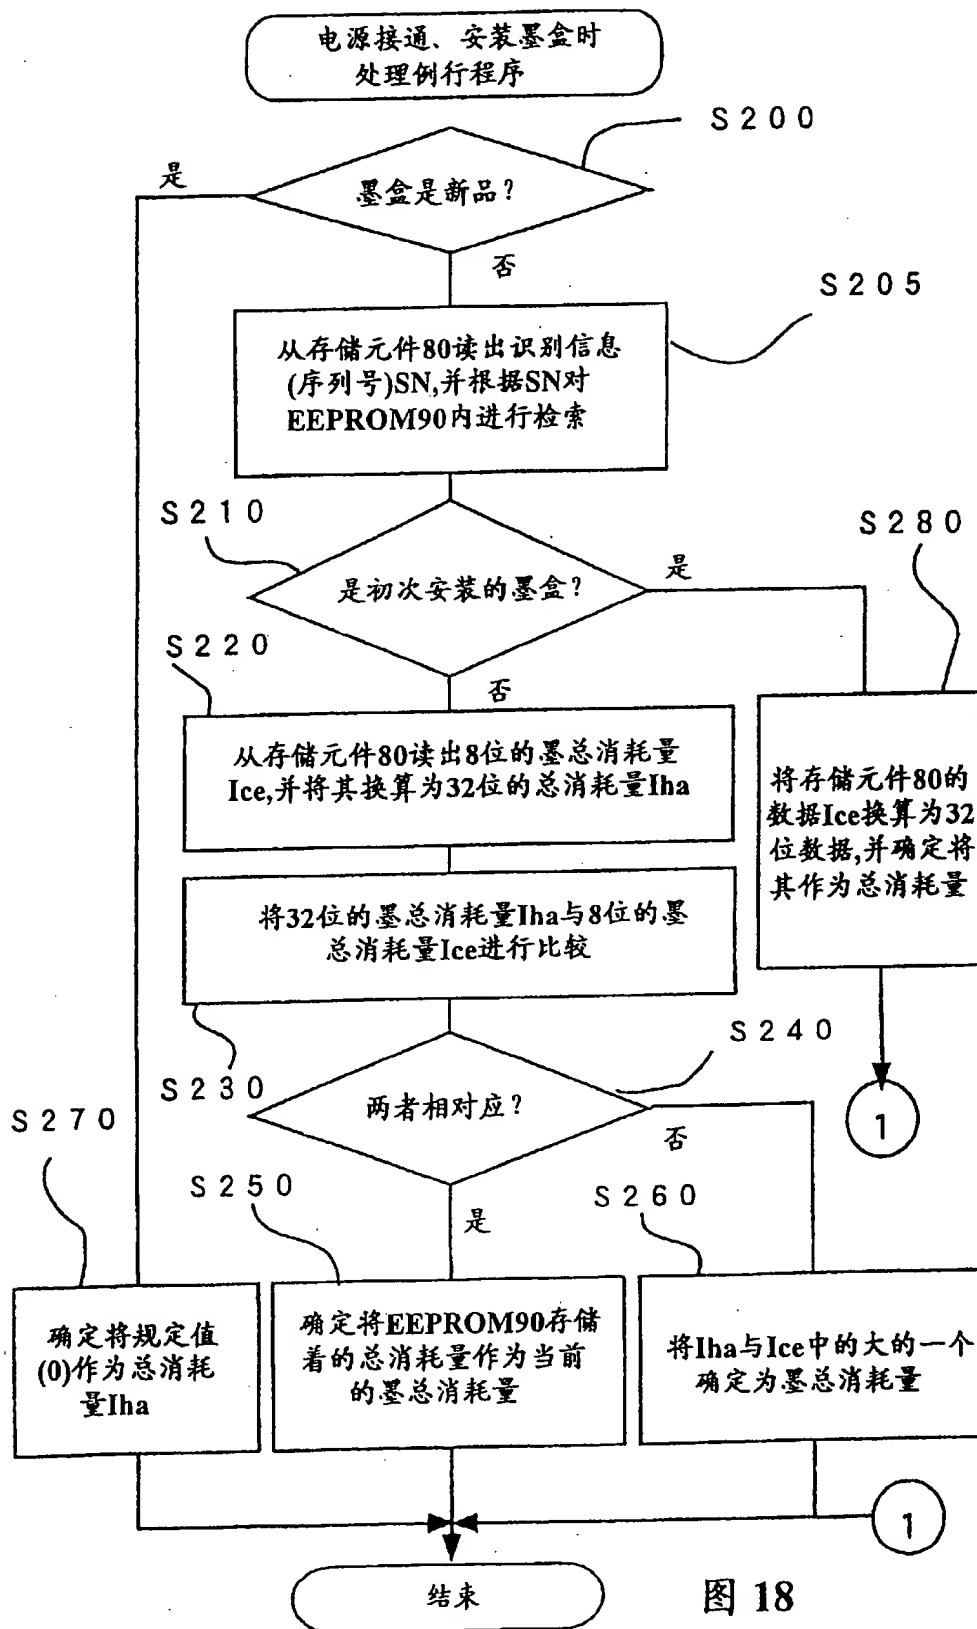 电源接通、安装墨盒时
处理例行程序
S200
是
墨盒是新品?
否
S205
从存储元件80读出识别信息
(序列号)SN,并根据SN对
EEPROM90内进行检索
S210
S280
是初次安装的墨盒?
是
S220
否
从存储元件80读出8位的墨总消耗量
Ice,并将其换算为32位的总消耗量Iha
将存储元件80的
数据Ice换算为32
位数据,并确定将
其作为总消耗量
将32位的墨总消耗量Iha与8位的墨
总消耗量Ice进行比较
S240
S230
两者相对应?
1
否
S270
S250
是
S260
确定将规定值
(0)作为总消耗
量Iha
确定将EEPROM90存储
着的总消耗量作为当前
的墨总消耗量
将Iha与Ice中的大的一个
确定为墨总消耗量
1
结束
图 18